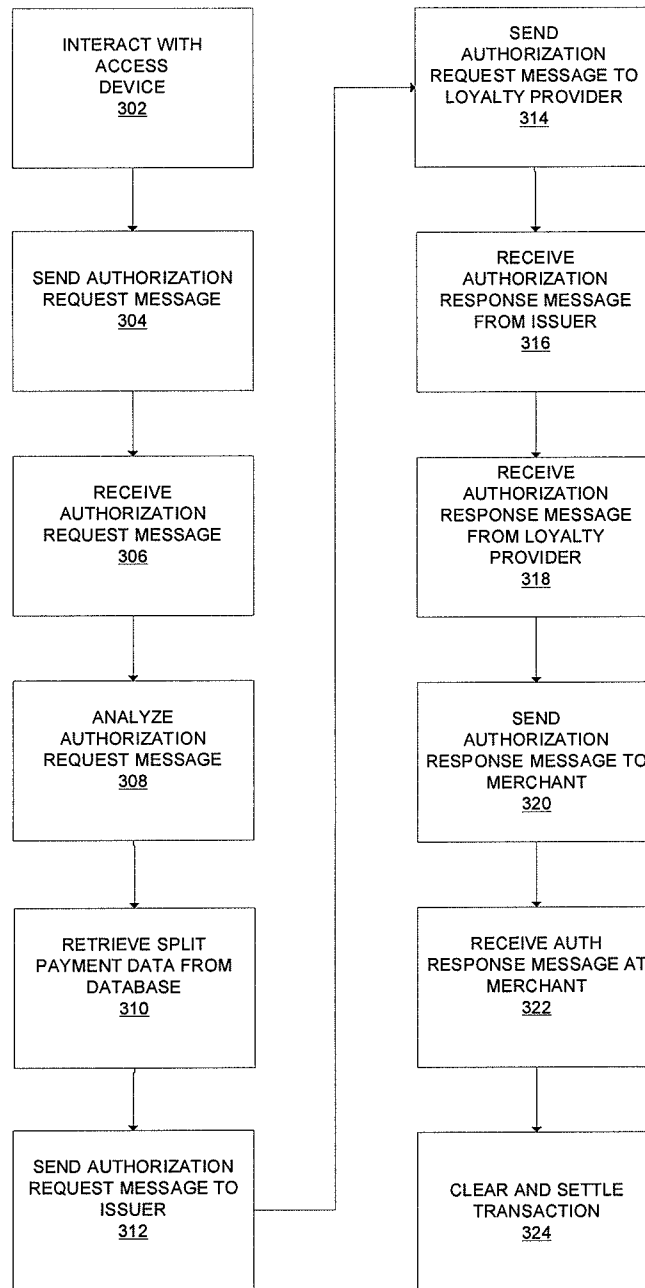 INTERACT WITH
ACCESS
DEVICE
302
SEND AUTHORIZATION
REQUEST MESSAGE
304
RECEIVE
AUTHORIZATION
REQUEST MESSAGE
306
ANALYZE
AUTHORIZATION
REQUEST MESSAGE
308
RETRIEVE SPLIT
PAYMENT DATA FROM
DATABASE
310
SEND AUTHORIZATION
REQUEST MESSAGE TO
ISSUER
312
SEND
AUTHORIZATION
REQUEST MESSAGE TO
LOYALTY PROVIDER
314
RECEIVE
AUTHORIZATION
RESPONSE MESSAGE
FROM ISSUER
316
RECEIVE
AUTHORIZATION
RESPONSE MESSAGE
FROM LOYALTY
PROVIDER
318
SEND
AUTHORIZATION
RESPONSE MESSAGE TO
MERCHANT
320
RECEIVE AUTH
RESPONSE MESSAGE AT
MERCHANT
322
CLEAR AND SETTLE
TRANSACTION
324